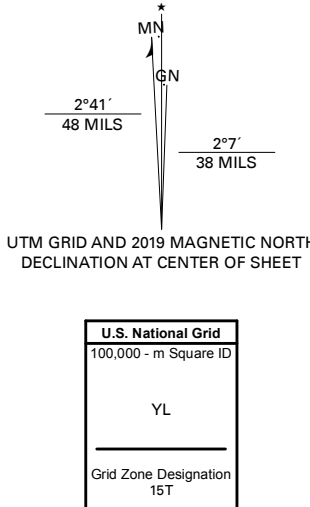 ★
MN
GN
2°41´
48 MILS
2°7´
38 MILS
UTM GRID AND 2019 MAGNETIC NORTH
DECLINATION AT CENTER OF SHEET
U.S. National Grid
100,000 - m Square ID
YL
Grid Zone Designation
15T